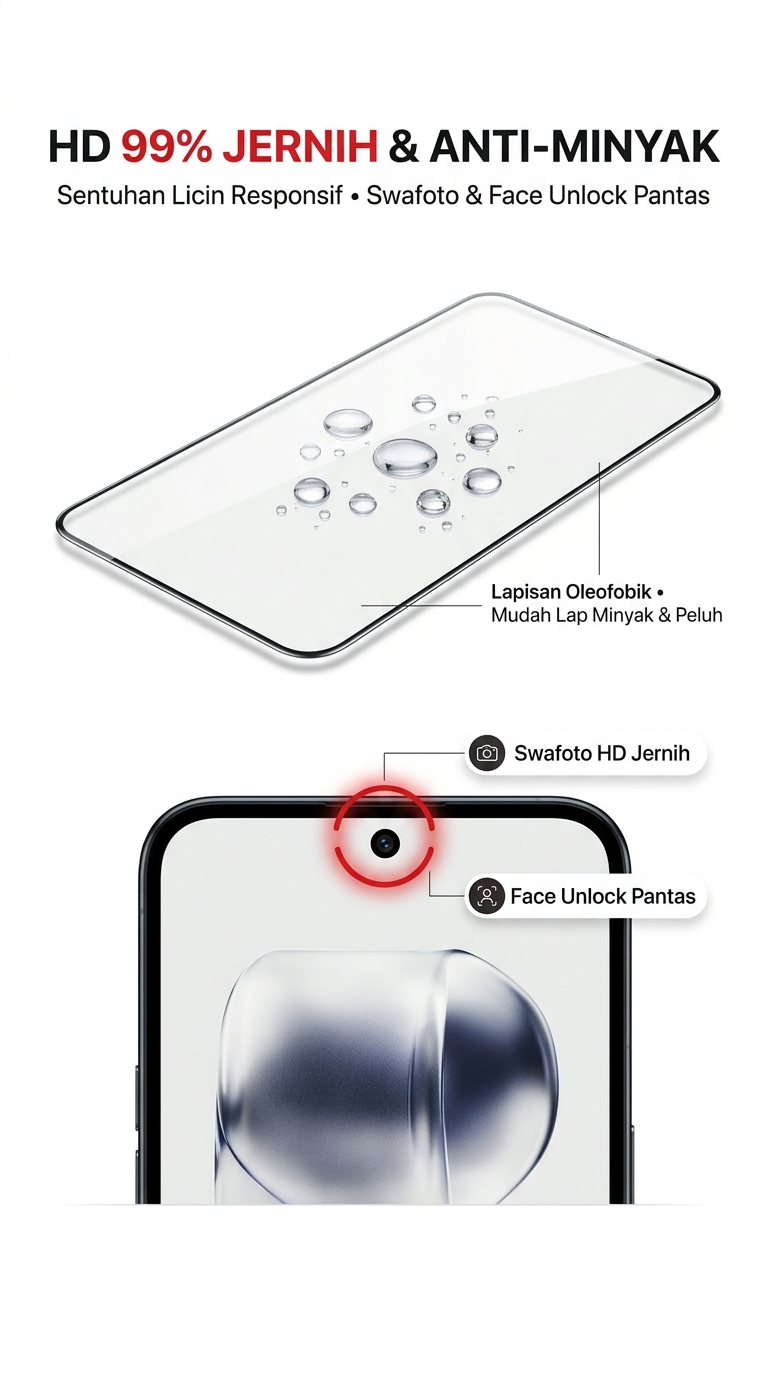 HD 99% JERNIH & ANTI-MINYAK
Sentuhan Licin Responsif • Swafoto & Face Unlock Pantas
Lapisan Oleofobik •
Mudah Lap Minyak & Peluh
Swafoto HD Jernih
Face Unlock Pantas